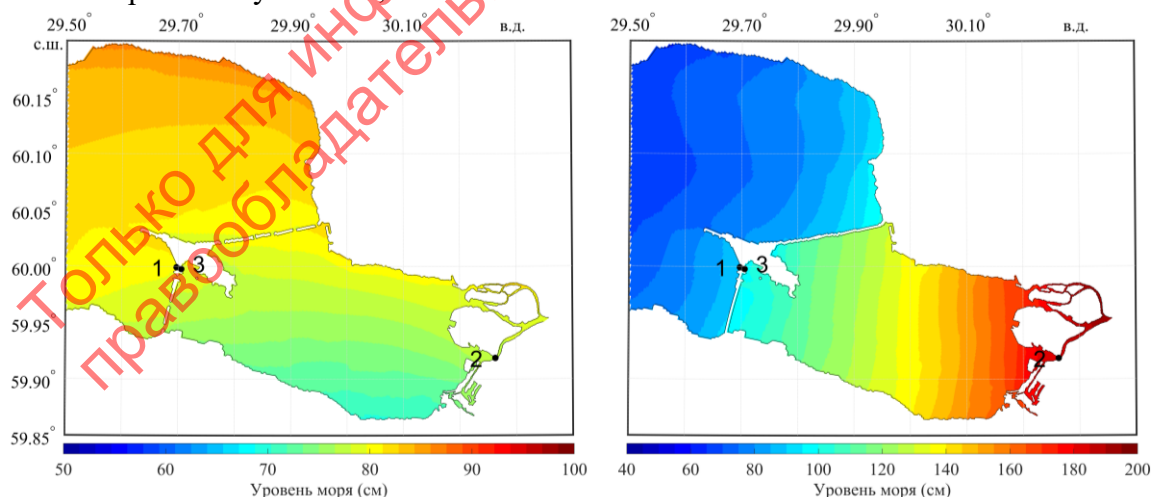 29.50° 29.70° 29.90° 30.10° в.д. 29.50° 29.70° 29.90° 30.10° в.д.
с.ш.
60.15°
60.10°
60.05°
60.00° 1 3 1 3
59.95°
2 2
59.90°
59.85°
50 60 70 80 90 100 40 60 80 100 120 140 160 180 200
Уровень моря (см) Уровень моря (см)
Только для инф
правообладатель